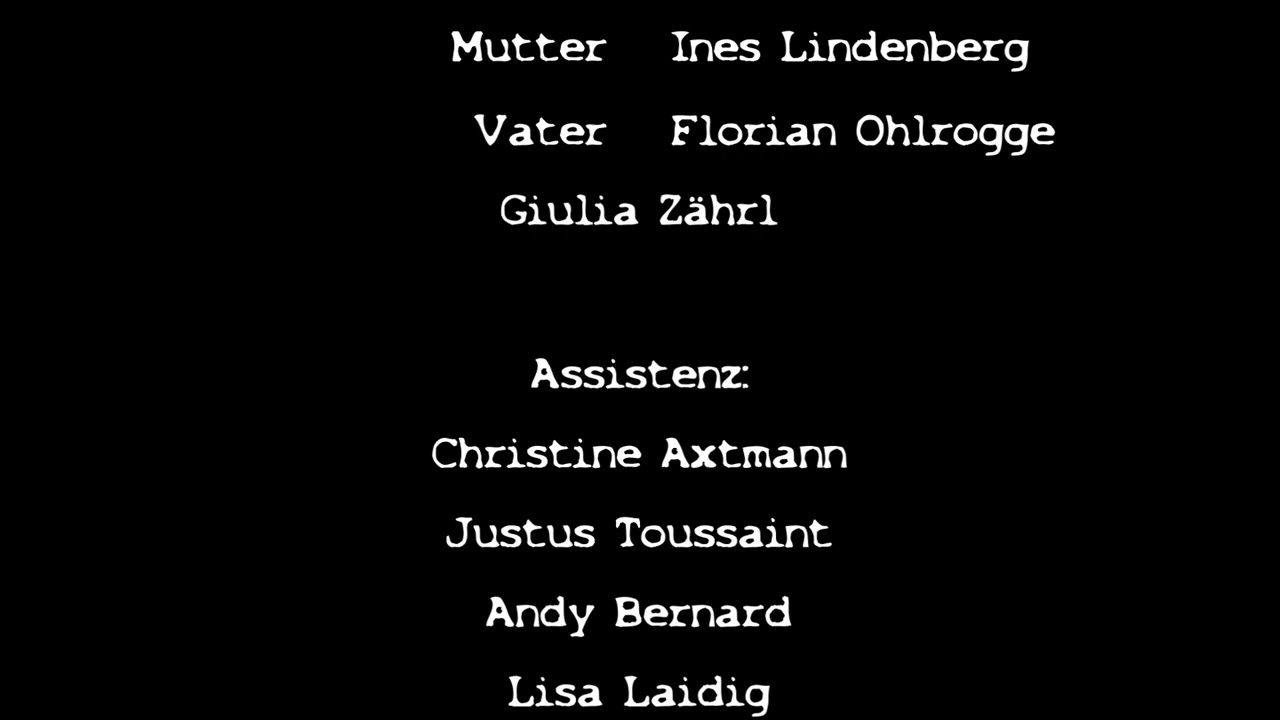 Mutter Ines Lindenberg
Vater Florian Ohlrogge
Giulia Zährl
Assistenz:
Christine Axtmann
Justus Toussaint
Andy Bernard
Lisa Laidig